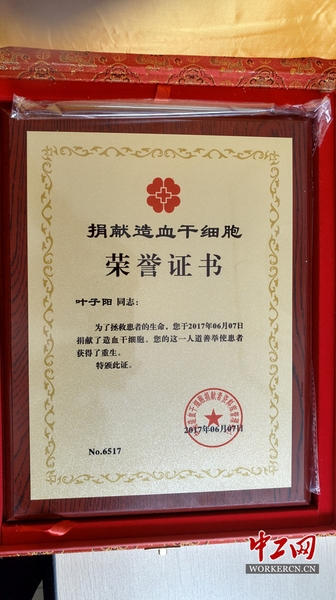 捐献造血干细胞
荣誉证书
叶子阳 同志:
为了拯救患者的生命，您于2017年06月07日
捐献了造血干细胞。您的这一人道善举使患者
获得了重生。
特颁此证。
2017年06月07日
No.6517
中工网
WORKERCN.CN